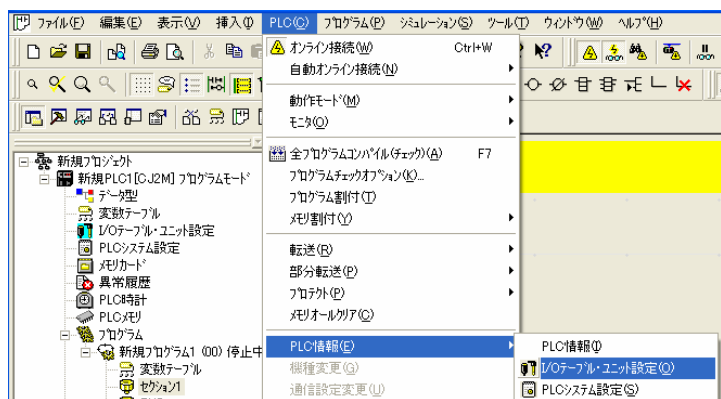 ファイル(F) 編集(E) 表示(V) 挿入(I) PLC(C) プログラム(P) シミュレーション(S) ツール(T) ウィンドウ(W) ヘルプ(H)
オンライン接続(W) Ctrl+W
自動オンライン接続(N)
動作モード(M)
モニタ(O)
全プログラムコンパイル(チェック)(A) F7
プログラムチェックオプション(K)...
プログラム割付(T)
メモリ割付(Y)
転送(R)
部分転送(P)
プロテクト(P)
メモリオールクリア(C)
PLC情報(E)
機種変更(G)
通信設定変更(U)
PLC情報(I)
I/Oテーブル・ユニット設定(O)
PLCシステム設定(S)
新規プロジェクト
新規PLC1[CJ2M] プログラムモード
データ型
変数テーブル
I/Oテーブル・ユニット設定
PLCシステム設定
メモリカード
異常履歴
PLC時計
PLCメモリ
プログラム
新規プログラム1 (00) 停止中
変数テーブル
セクション1